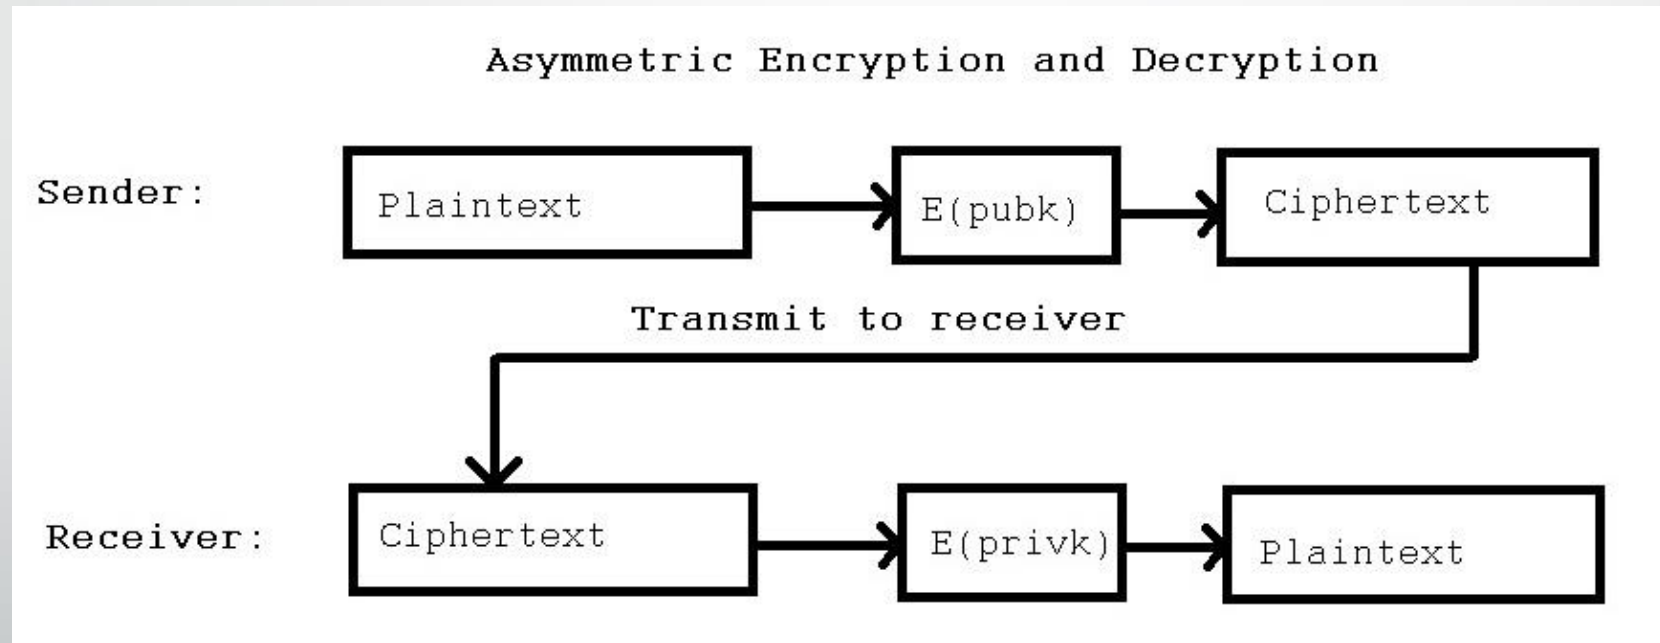 Asymmetric Encryption and Decryption
Sender:
Plaintext
E(pubk)
Ciphertext
Transmit to receiver
Receiver:
Ciphertext
E(privk)
Plaintext